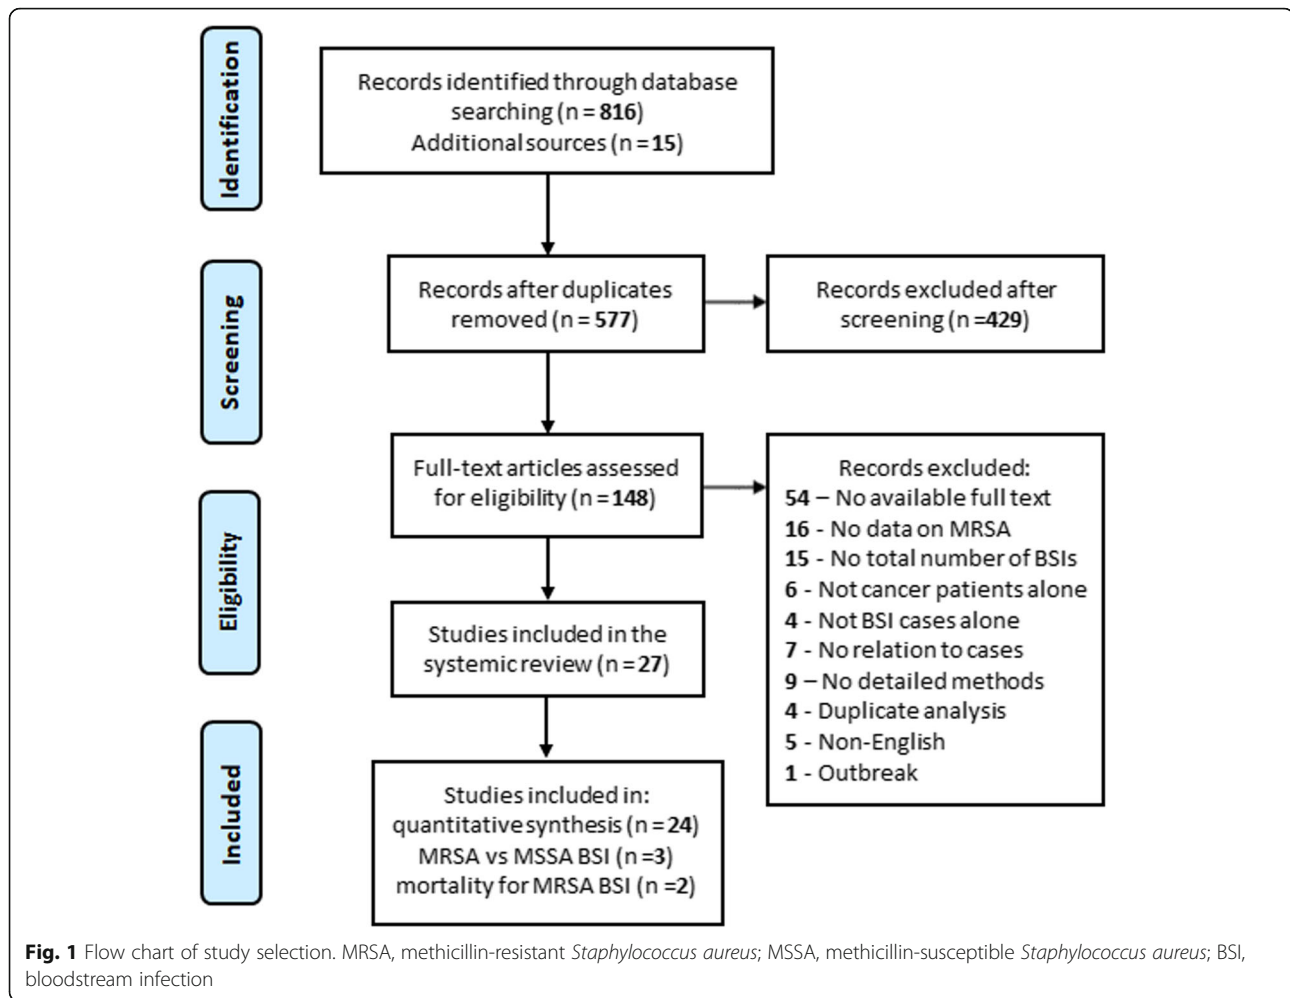 Identification
Records identified through database
searching (n = 816)
Additional sources (n = 15)
Screening
Records after duplicates
removed (n = 577)
Records excluded after
screening (n =429)
Eligibility
Full-text articles assessed
for eligibility (n = 148)
Records excluded:
54 – No available full text
16 - No data on MRSA
15 - No total number of BSIs
6 - Not cancer patients alone
4 - Not BSI cases alone
7 - No relation to cases
9 – No detailed methods
4 - Duplicate analysis
5 - Non-English
1 - Outbreak
Studies included in the
systemic review (n = 27)
Included
Studies included in:
quantitative synthesis (n = 24)
MRSA vs MSSA BSI (n =3)
mortality for MRSA BSI (n =2)
Fig. 1 Flow chart of study selection. MRSA, methicillin-resistant Staphylococcus aureus; MSSA, methicillin-susceptible Staphylococcus aureus; BSI,
bloodstream infection